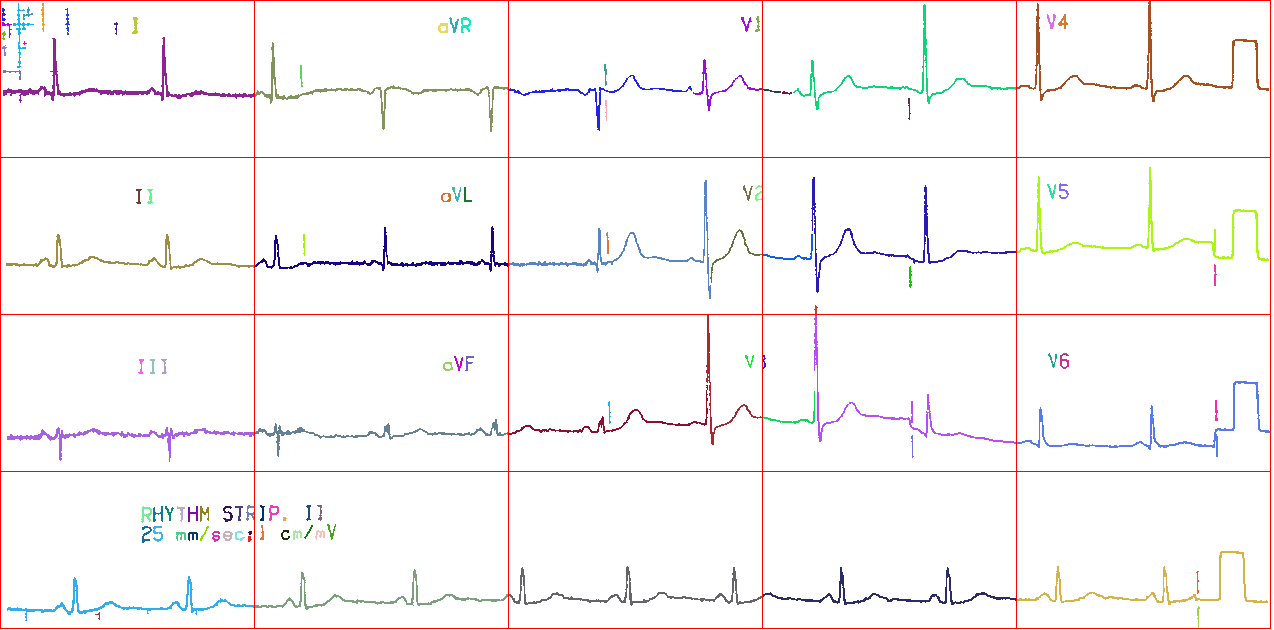 I aVR V1 V4
II aVL V2 V5
III aVF V3 V6
RHYTHM STRIP. II
25 mm/sec;1 cm/mV